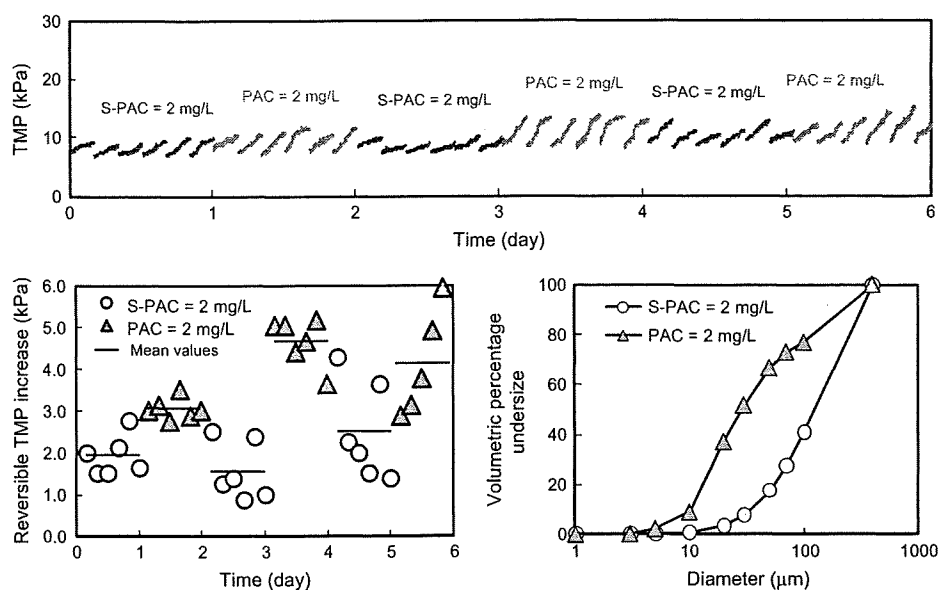 30
20
10
0
TMP (kPa)
S-PAC = 2 mg/L
PAC = 2 mg/L
S-PAC = 2 mg/L
PAC = 2 mg/L
S-PAC = 2 mg/L
PAC = 2 mg/L
0 1 2 3 4 5 6
Time (day)
Reversible TMP increase (kPa)
6.0
5.0
4.0
3.0
2.0
1.0
0.0
S-PAC = 2 mg/L
PAC = 2 mg/L
Mean values
0 1 2 3 4 5 6
Time (day)
Volumetric percentage
undersize
100
80
60
40
20
0
S-PAC = 2 mg/L
PAC = 2 mg/L
1 10 100 1000
Diameter (μm)